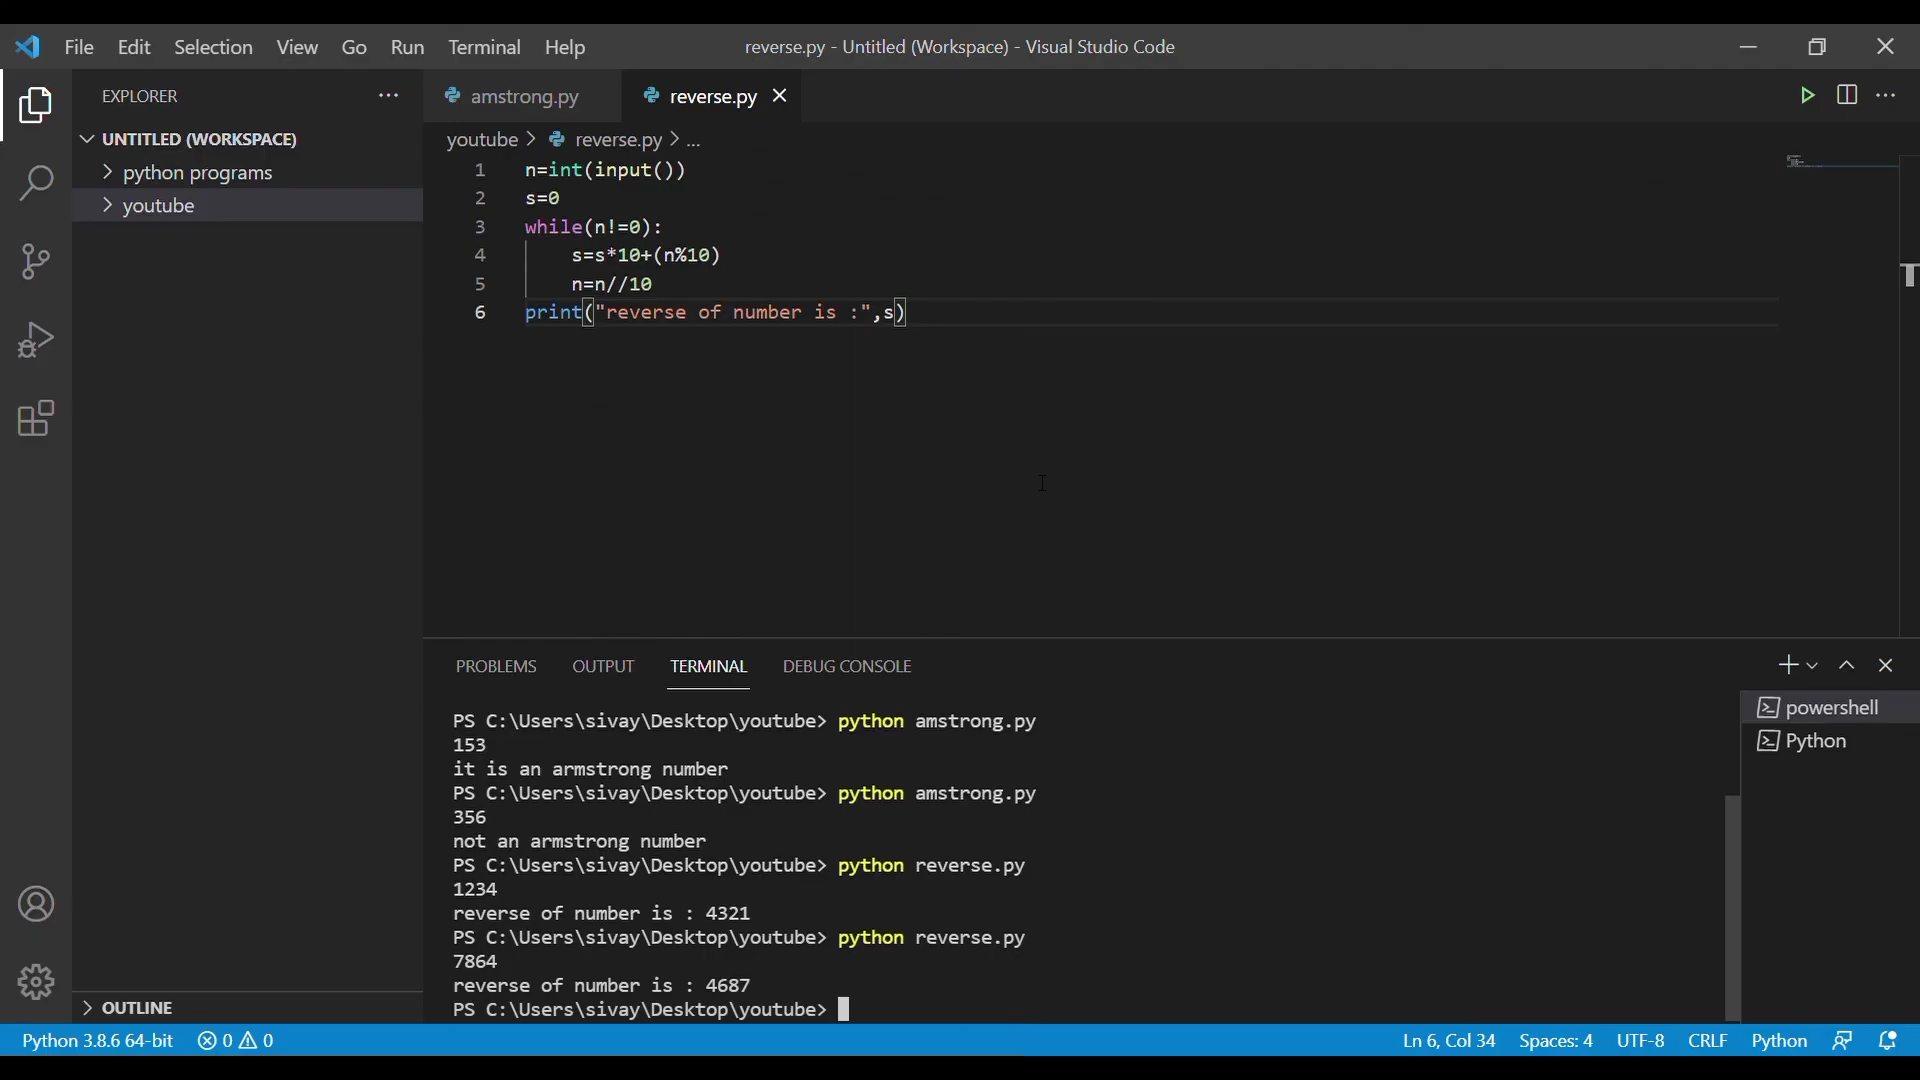 File Edit Selection View Go Run Terminal Help reverse.py - Untitled (Workspace) - Visual Studio Code
EXPLORER ... amstrong.py reverse.py
UNTITLED (WORKSPACE)
python programs
youtube
OUTLINE
youtube > reverse.py > ...
1 n=int(input())
2 s=0
3 while(n!=0):
4 s=s*10+(n%10)
5 n=n//10
6 print("reverse of number is :",s)
PROBLEMS OUTPUT TERMINAL DEBUG CONSOLE
PS C:\Users\sivay\Desktop\youtube> python amstrong.py
153
it is an armstrong number
PS C:\Users\sivay\Desktop\youtube> python amstrong.py
356
not an armstrong number
PS C:\Users\sivay\Desktop\youtube> python reverse.py
1234
reverse of number is : 4321
PS C:\Users\sivay\Desktop\youtube> python reverse.py
7864
reverse of number is : 4687
PS C:\Users\sivay\Desktop\youtube>
powershell
Python
Python 3.8.6 64-bit 0 0 Ln 6, Col 34 Spaces: 4 UTF-8 CRLF Python